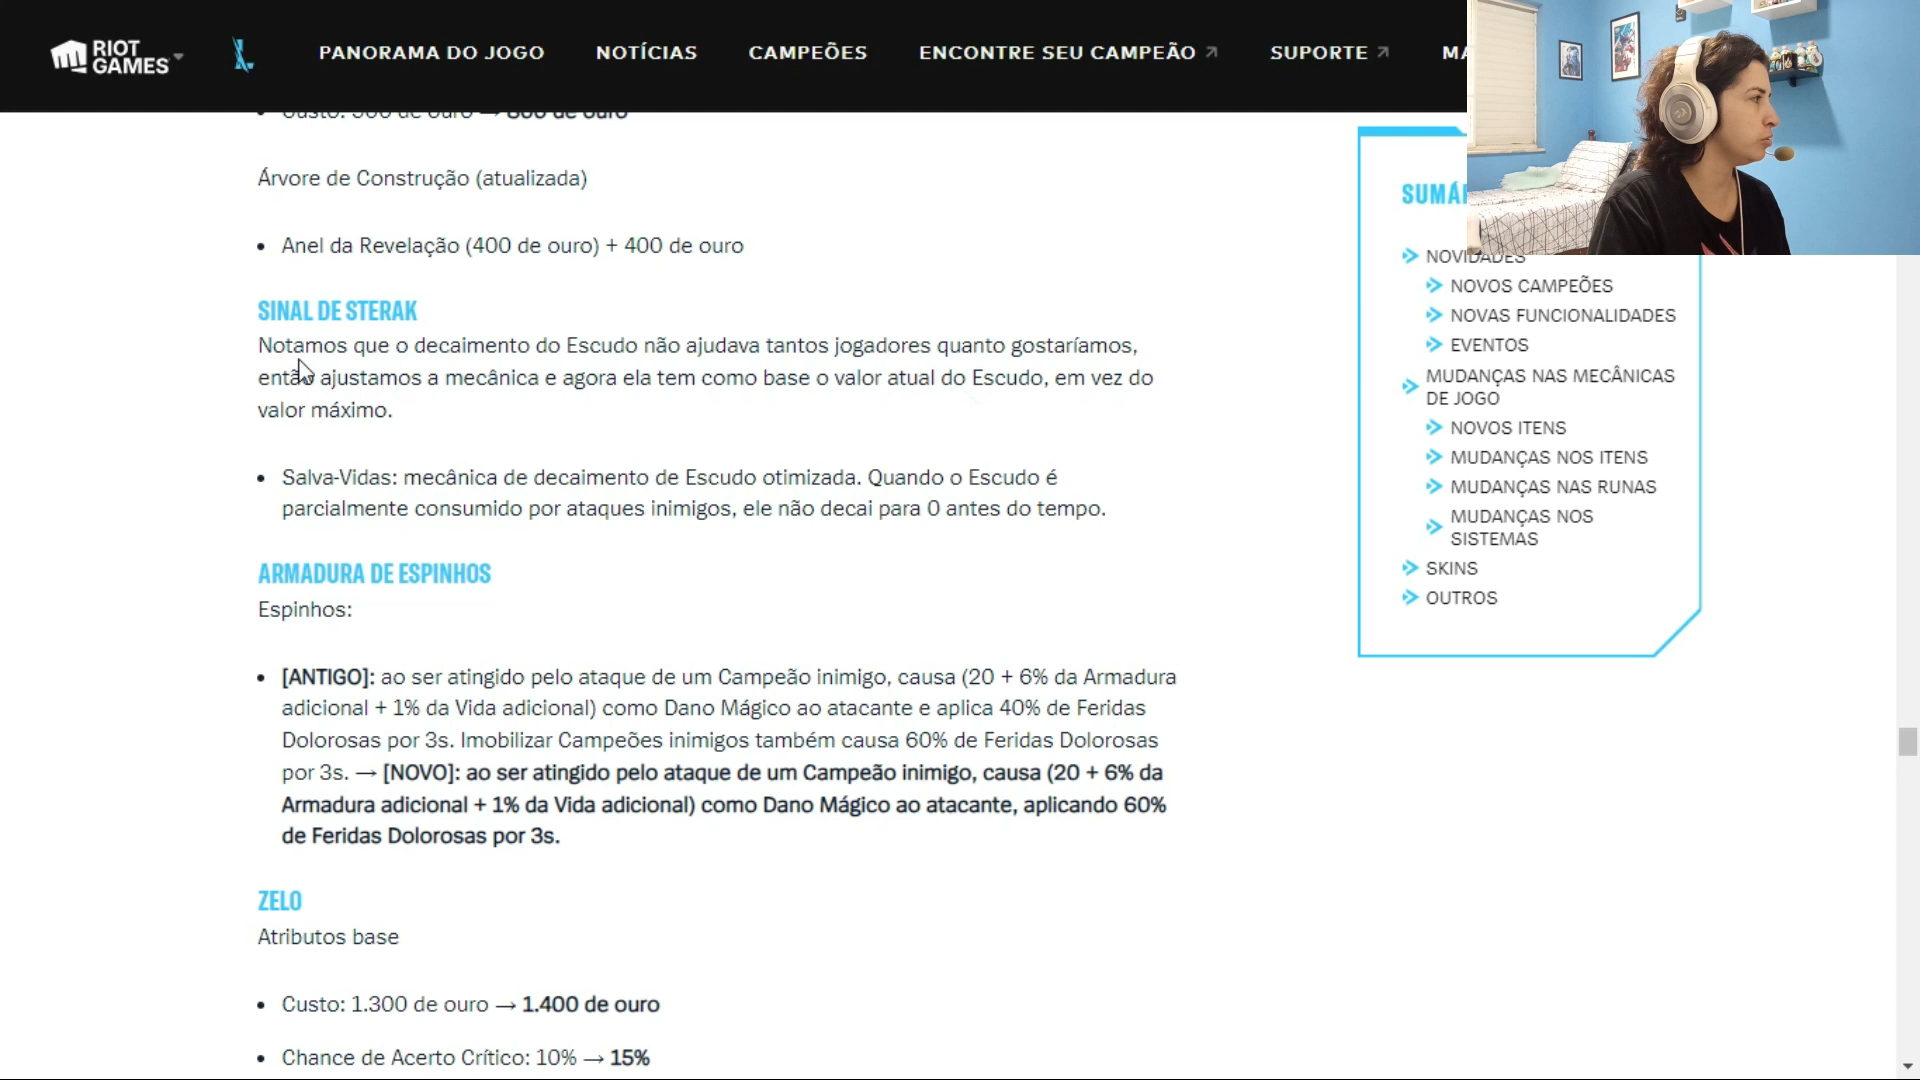 RIOT GAMES
PANORAMA DO JOGO
NOTÍCIAS
CAMPEÕES
ENCONTRE SEU CAMPEÃO
SUPORTE
Custo: 900 de ouro → 800 de ouro
Árvore de Construção (atualizada)
• Anel da Revelação (400 de ouro) + 400 de ouro
SINAL DE STERAK
Notamos que o decaimento do Escudo não ajudava tantos jogadores quanto gostaríamos,
então ajustamos a mecânica e agora ela tem como base o valor atual do Escudo, em vez do
valor máximo.
• Salva-Vidas: mecânica de decaimento de Escudo otimizada. Quando o Escudo é
parcialmente consumido por ataques inimigos, ele não decai para 0 antes do tempo.
ARMADURA DE ESPINHOS
Espinhos:
• [ANTIGO]: ao ser atingido pelo ataque de um Campeão inimigo, causa (20 + 6% da Armadura
adicional + 1% da Vida adicional) como Dano Mágico ao atacante e aplica 40% de Feridas
Dolorosas por 3s. Imobilizar Campeões inimigos também causa 60% de Feridas Dolorosas
por 3s. → [NOVO]: ao ser atingido pelo ataque de um Campeão inimigo, causa (20 + 6% da
Armadura adicional + 1% da Vida adicional) como Dano Mágico ao atacante, aplicando 60%
de Feridas Dolorosas por 3s.
ZELO
Atributos base
• Custo: 1.300 de ouro → 1.400 de ouro
• Chance de Acerto Crítico: 10% → 15%
SUMÁ
NOVIDADES
NOVOS CAMPEÕES
NOVAS FUNCIONALIDADES
EVENTOS
MUDANÇAS NAS MECÂNICAS
DE JOGO
NOVOS ITENS
MUDANÇAS NOS ITENS
MUDANÇAS NAS RUNAS
MUDANÇAS NOS
SISTEMAS
SKINS
OUTROS